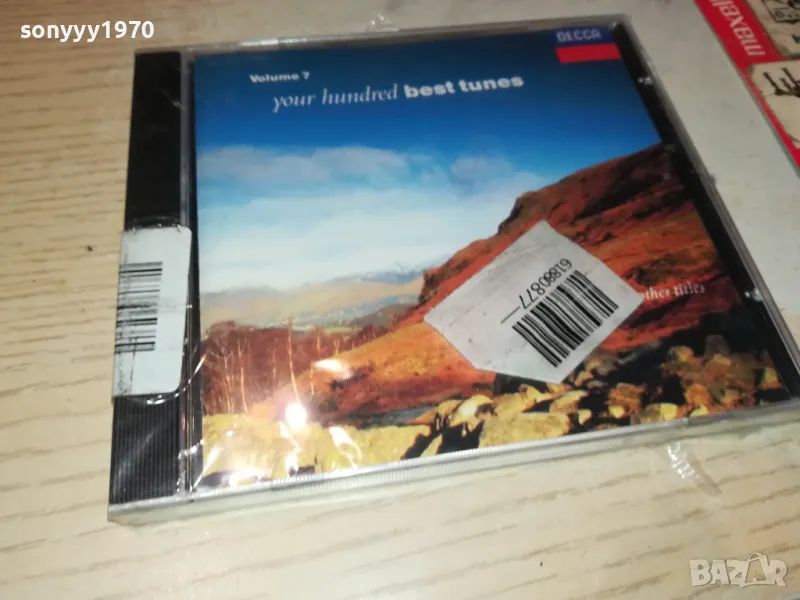 sonyyy1970
DECCA
maxell
Volume 7
your hundred best tunes
61880877
other titles
BAZAR